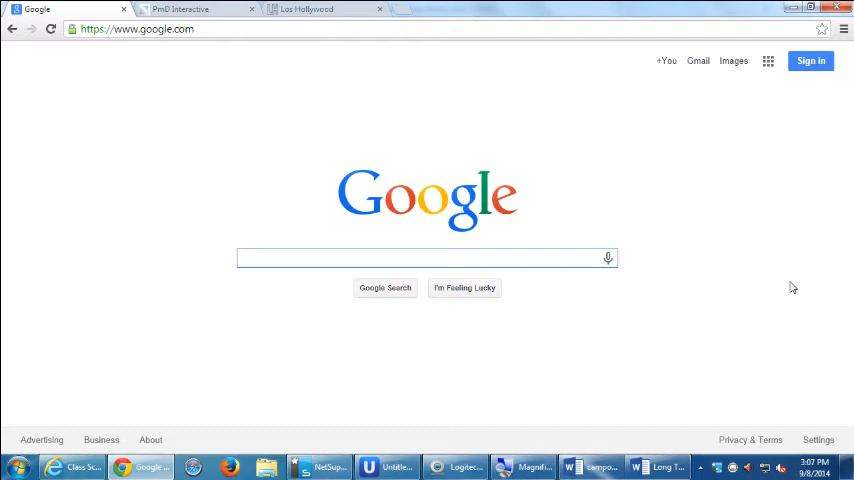 Google
PmD Interactive
Los Hollywood
https://www.google.com
+You Gmail Images Sign in
Google
Google Search I'm Feeling Lucky
Advertising Business About Privacy & Terms Settings
Class Sc... Google ... NetSup... Untitle... Logitec... Magnifi... campo... Long T... 3:07 PM
9/8/2014